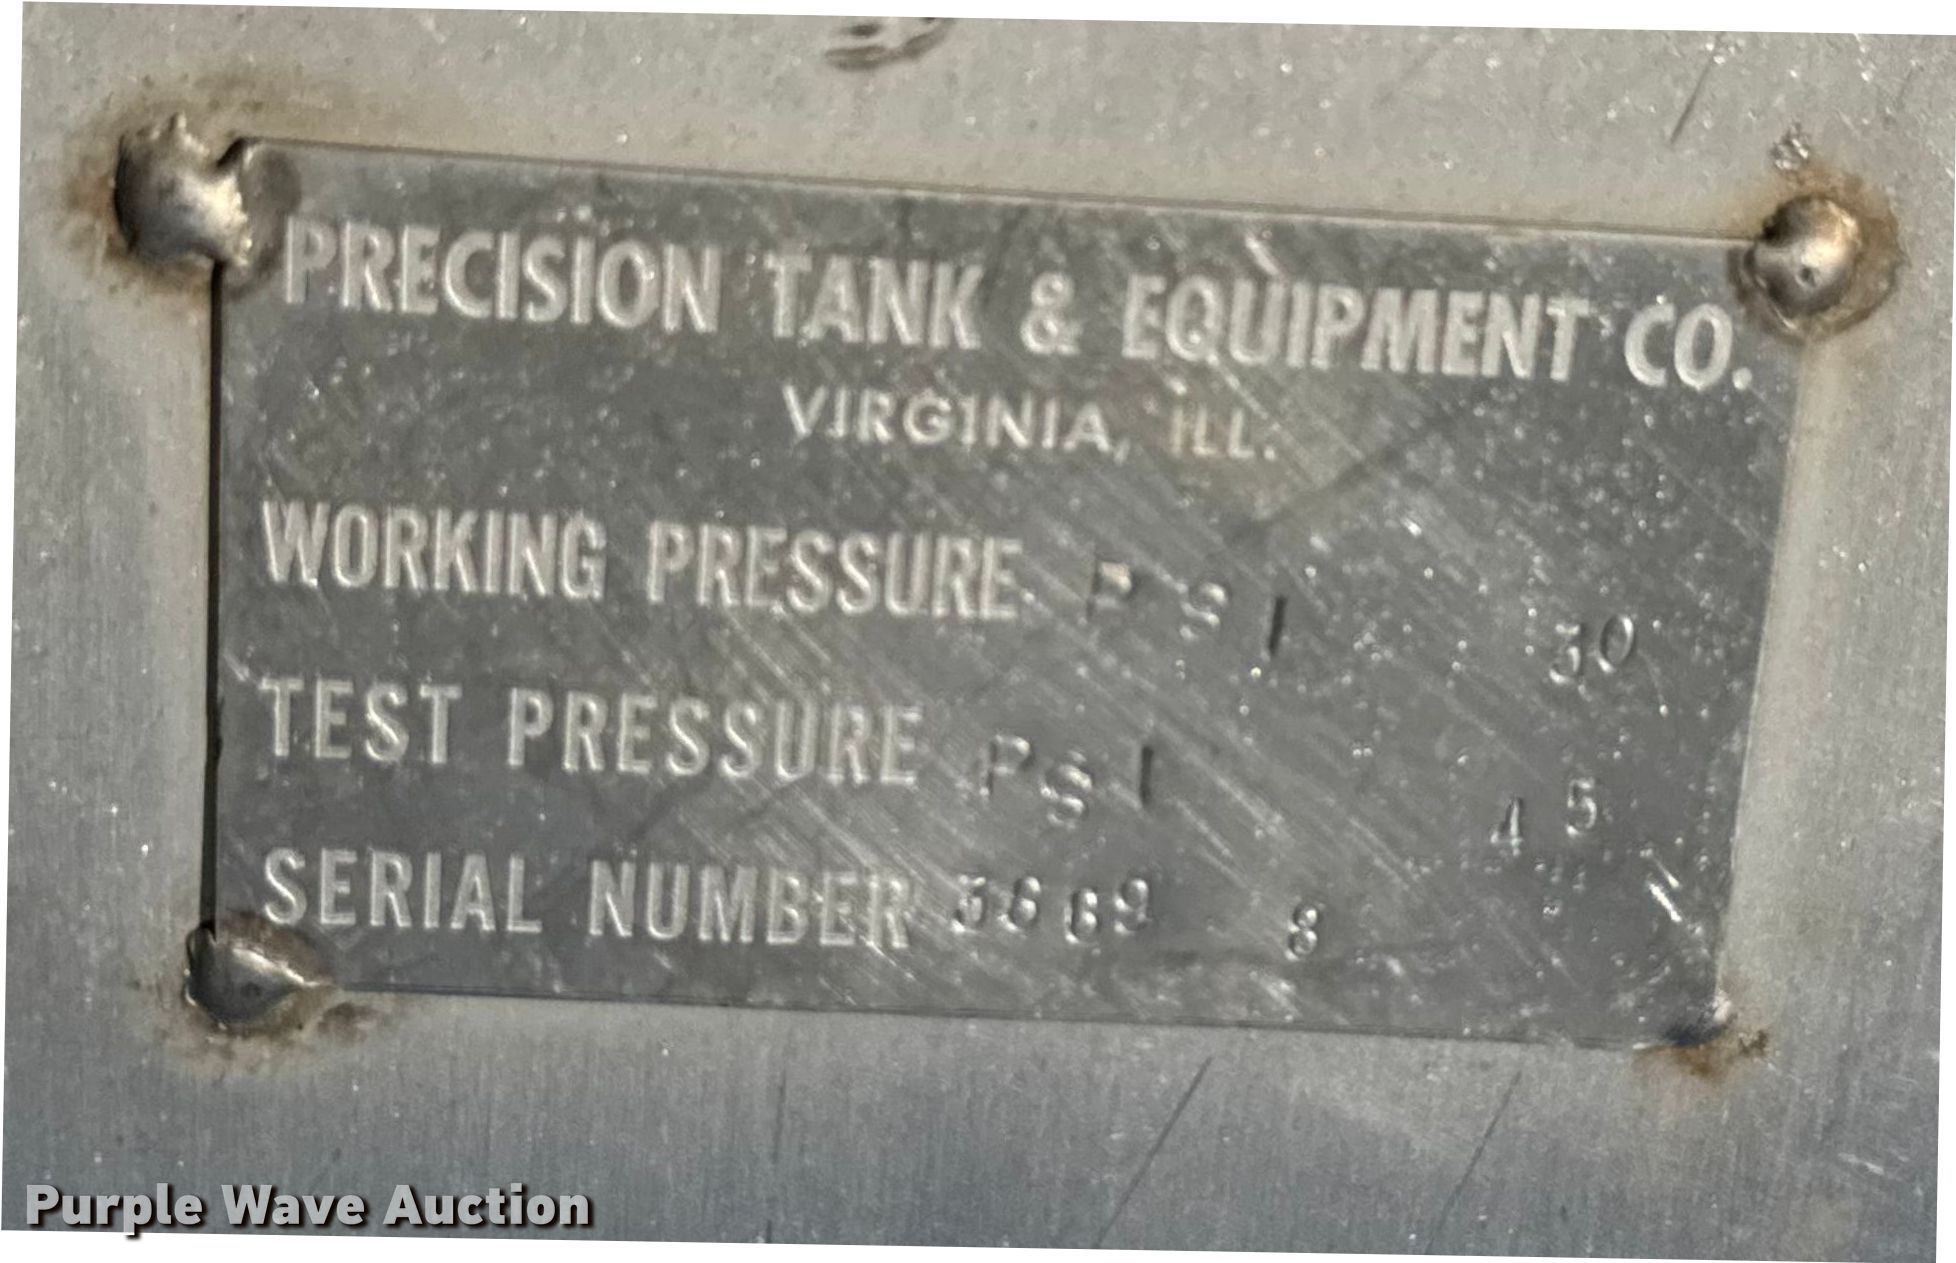 PRECISION TANK & EQUIPMENT CO.
VIRGINIA, ILL.
WORKING PRESSURE PSI 30
TEST PRESSURE PSI 45
SERIAL NUMBER 8
Purple Wave Auction